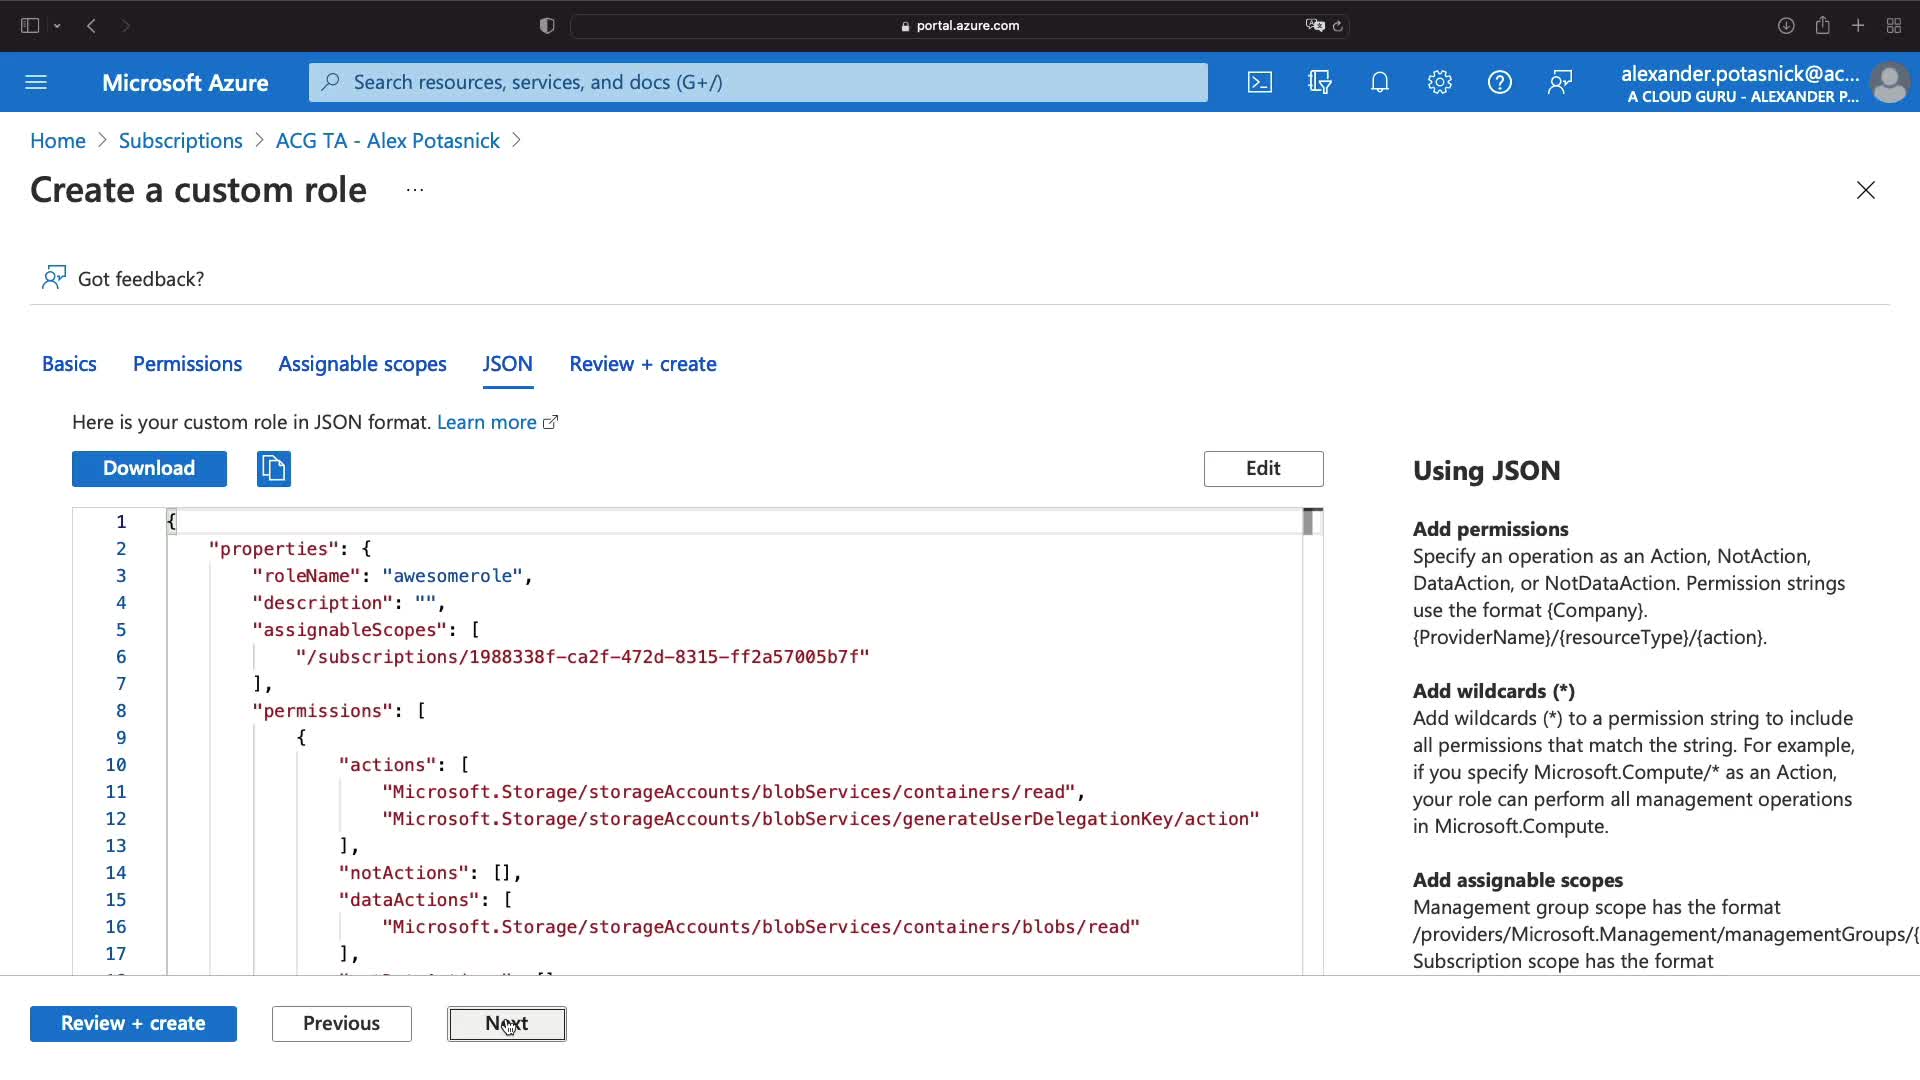 portal.azure.com
Microsoft Azure
Search resources, services, and docs (G+/)
alexander.potasnick@ac...
A CLOUD GURU - ALEXANDER P...
Home > Subscriptions > ACG TA - Alex Potasnick >
Create a custom role ...
Got feedback?
Basics Permissions Assignable scopes JSON Review + create
Here is your custom role in JSON format. Learn more
Download
Edit
1 {
2 "properties": {
3 "roleName": "awesomerole",
4 "description": "",
5 "assignableScopes": [
6 "/subscriptions/1988338f-ca2f-472d-8315-ff2a57005b7f"
7 ],
8 "permissions": [
9 {
10 "actions": [
11 "Microsoft.Storage/storageAccounts/blobServices/containers/read",
12 "Microsoft.Storage/storageAccounts/blobServices/generateUserDelegationKey/action"
13 ],
14 "notActions": [],
15 "dataActions": [
16 "Microsoft.Storage/storageAccounts/blobServices/containers/blobs/read"
17 ],
Using JSON
Add permissions
Specify an operation as an Action, NotAction,
DataAction, or NotDataAction. Permission strings
use the format {Company}.
{ProviderName}/{resourceType}/{action}.
Add wildcards (*)
Add wildcards (*) to a permission string to include
all permissions that match the string. For example,
if you specify Microsoft.Compute/* as an Action,
your role can perform all management operations
in Microsoft.Compute.
Add assignable scopes
Management group scope has the format
/providers/Microsoft.Management/managementGroups/{
Subscription scope has the format
Review + create
Previous
Next